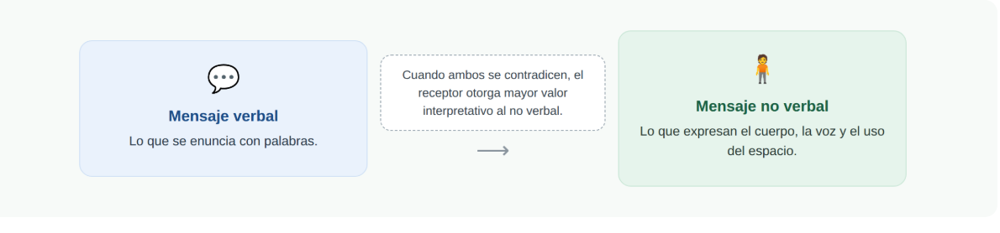 Mensaje verbal
Lo que se enuncia con palabras.
Cuando ambos se contradicen, el
receptor otorga mayor valor
interpretativo al no verbal.
Mensaje no verbal
Lo que expresan el cuerpo, la voz y el uso
del espacio.